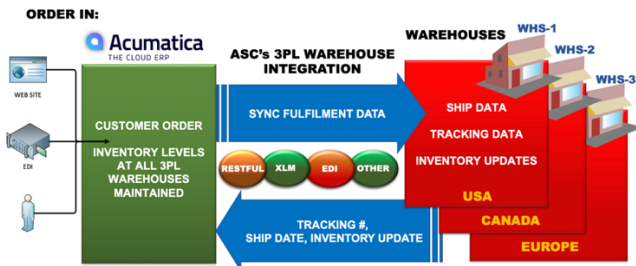 ORDER IN:
Acumatica
THE CLOUD ERP
WEB SITE
EDI
CUSTOMER ORDER
INVENTORY LEVELS
AT ALL 3PL
WAREHOUSES
MAINTAINED
ASC's 3PL WAREHOUSE
INTEGRATION
SYNC FULFILMENT DATA
RESTFUL
XLM
EDI
OTHER
TRACKING #,
SHIP DATE, INVENTORY UPDATE
WAREHOUSES
WHS-1
WHS-2
WHS-3
SHIP DATA
TRACKING DATA
INVENTORY UPDATES
USA
CANADA
EUROPE